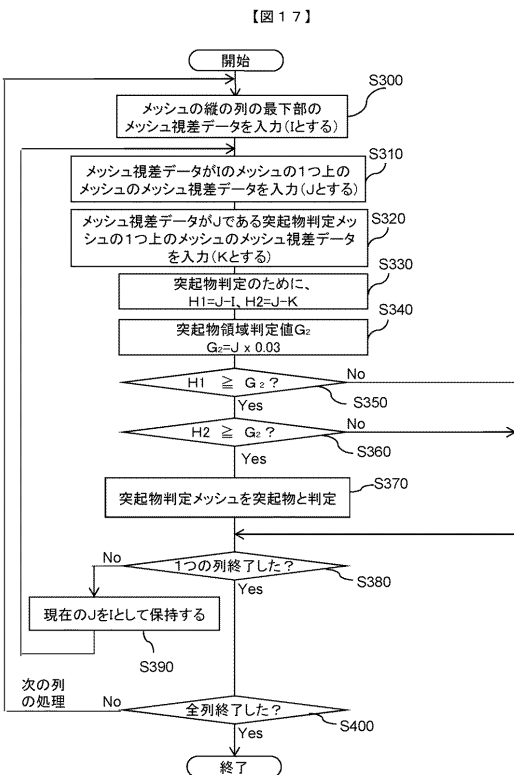 【図17】
開始
S300
メッシュの縦の列の最下部の
メッシュ視差データを入力(Iとする)
S310
メッシュ視差データがIのメッシュの1つ上の
メッシュのメッシュ視差データを入力(Jとする)
S320
メッシュ視差データがJである突起物判定メッ
シュの1つ上のメッシュのメッシュ視差データ
を入力(Kとする)
S330
突起物判定のために、
H1=J-I、H2=J-K
S340
突起物領域判定値G₂
G₂=J x 0.03
H1 ≧ G₂?
No
S350
Yes
H2 ≧ G₂?
No
S360
Yes
S370
突起物判定メッシュを突起物と判定
No
1つの列終了した?
S380
Yes
現在のJをIとして保持する
S390
次の列
の処理
No
全列終了した?
S400
Yes
終了